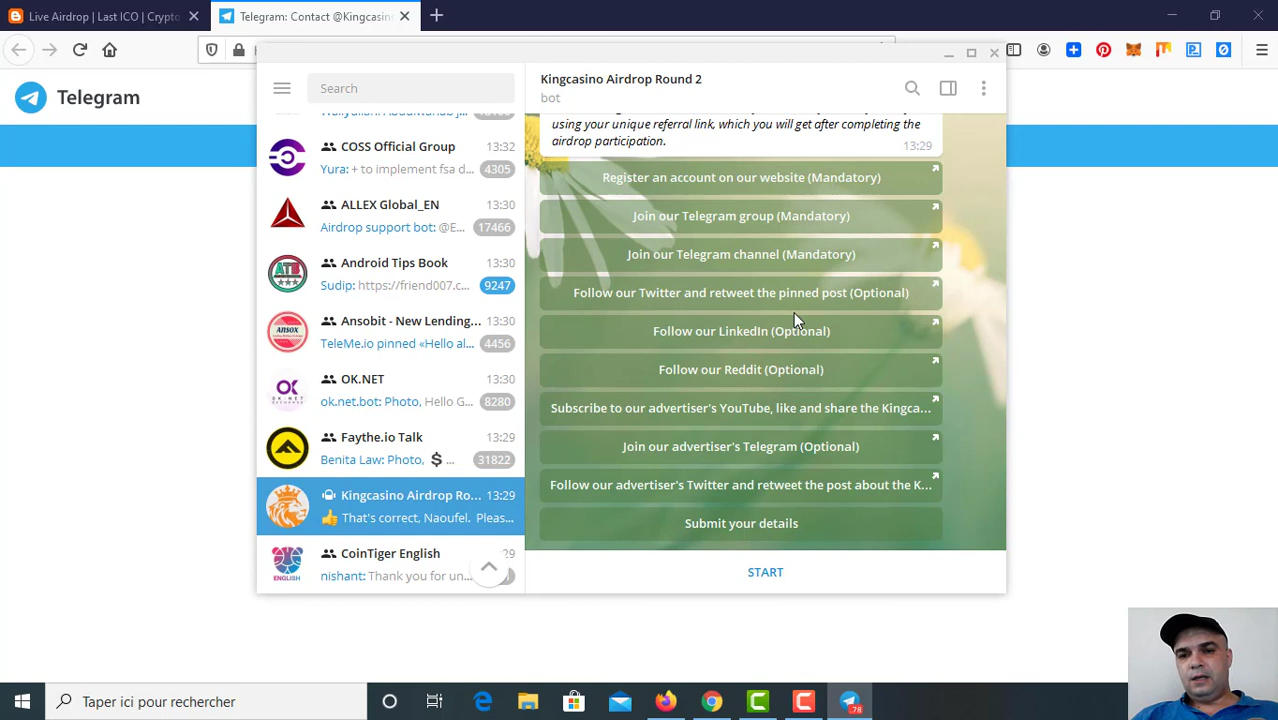 Live Airdrop | Last ICO | Crypto
Telegram: Contact @Kingcasin
Telegram
Search
Kingcasino Airdrop Round 2
bot
COSS Official Group 13:32
Yura: + to implement fsa d... 4305
ALLEX Global_EN 13:30
Airdrop support bot: @E... 17466
Android Tips Book 13:30
Sudip: https://friend007.c... 9247
Ansobit - New Lending... 13:30
TeleMe.io pinned «Hello al... 4456
OK.NET 13:30
ok.net.bot: Photo, Hello G... 8280
Faythe.io Talk 13:29
Benita Law: Photo, $ ... 31822
Kingcasino Airdrop Ro... 13:29
That's correct, Naoufel. Pleas...
CoinTiger English :29
nishant: Thank you for un...
using your unique referral link, which you will get after completing the
airdrop participation.
13:29
Register an account on our website (Mandatory)
Join our Telegram group (Mandatory)
Join our Telegram channel (Mandatory)
Follow our Twitter and retweet the pinned post (Optional)
Follow our LinkedIn (Optional)
Follow our Reddit (Optional)
Subscribe to our advertiser's YouTube, like and share the Kingca...
Join our advertiser's Telegram (Optional)
Follow our advertiser's Twitter and retweet the post about the K...
Submit your details
START
Taper ici pour rechercher
78